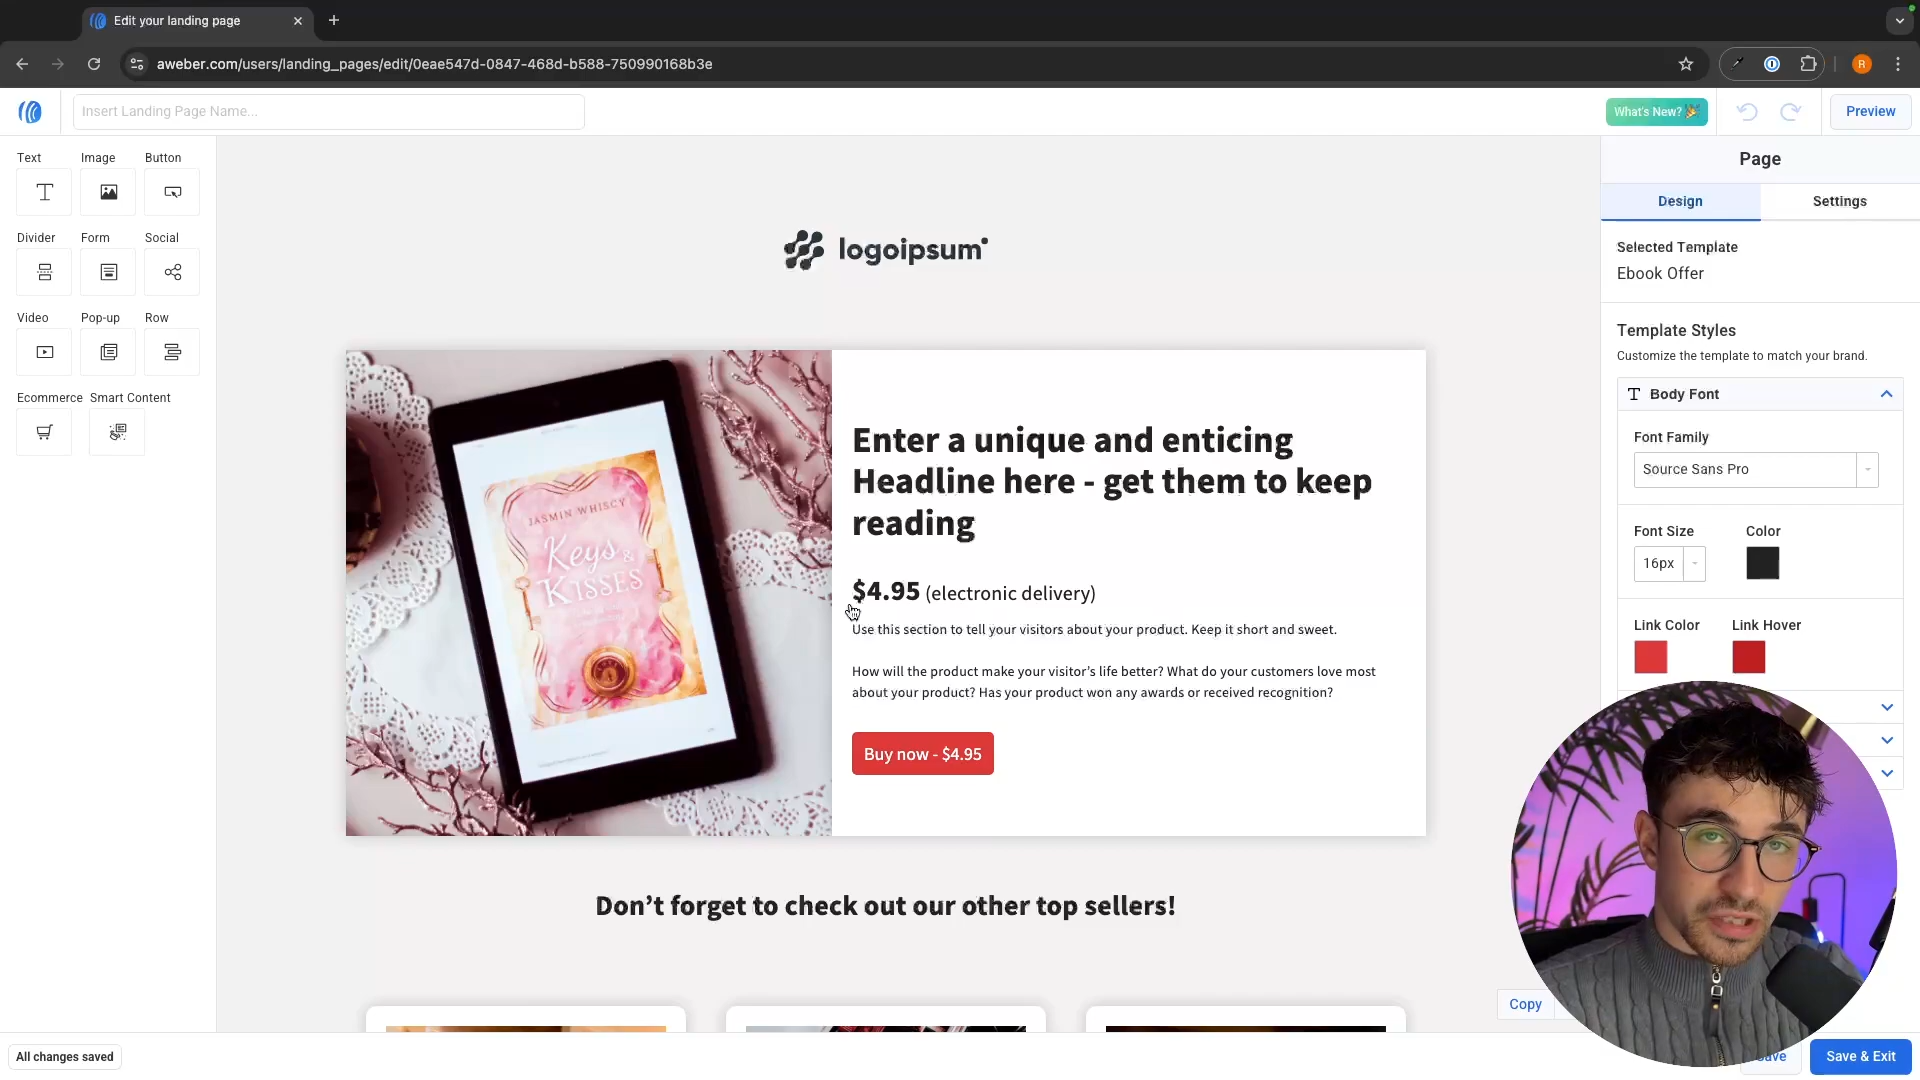 Edit your landing page
aweber.com/users/landing_pages/edit/0eae547d-0847-468d-b588-750990168b3e
R
Insert Landing Page Name...
What's New?
Preview
Text
Image
Button
Divider
Form
Social
Video
Pop-up
Row
Ecommerce
Smart Content
logoipsum
JASMIN WHISCY
Keys &
KISSES
Enter a unique and enticing
Headline here - get them to keep
reading
$4.95 (electronic delivery)
Use this section to tell your visitors about your product. Keep it short and sweet.
How will the product make your visitor's life better? What do your customers love most
about your product? Has your product won any awards or received recognition?
Buy now - $4.95
Don't forget to check out our other top sellers!
Page
Design
Settings
Selected Template
Ebook Offer
Template Styles
Customize the template to match your brand.
Body Font
Font Family
Source Sans Pro
Font Size
Color
16px
Link Color
Link Hover
Copy
All changes saved
Save & Exit